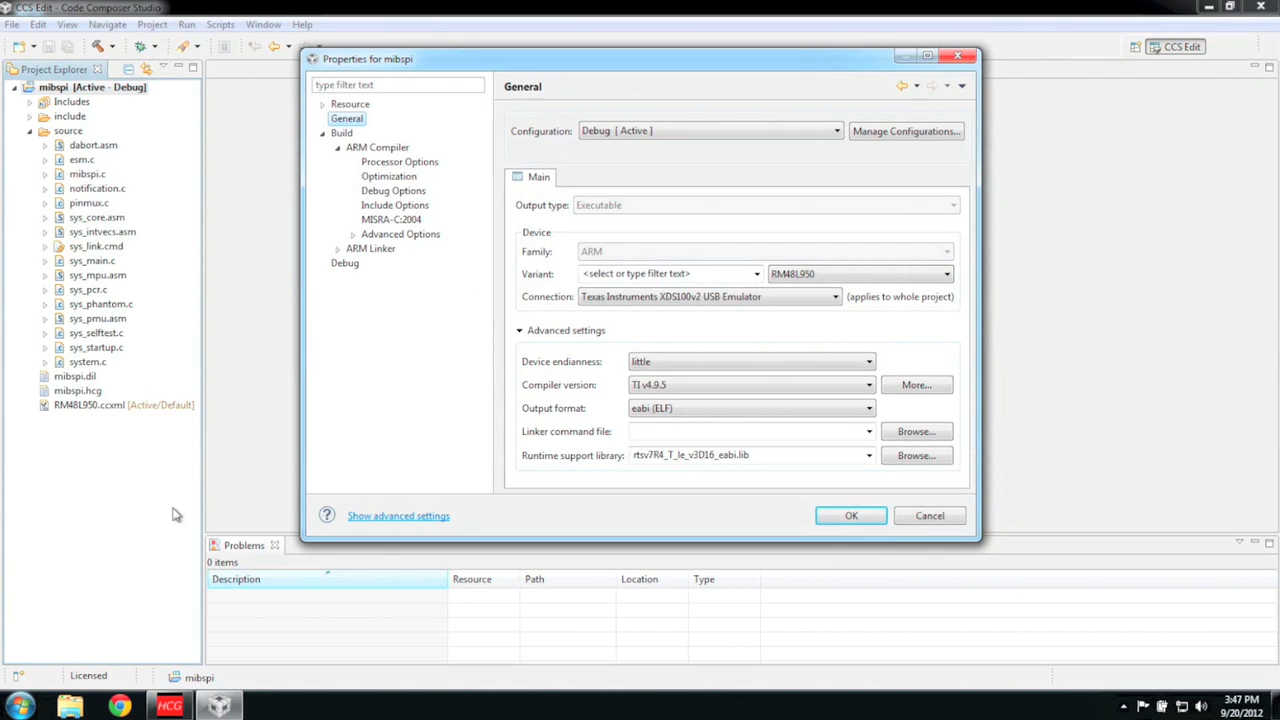 CCS Edit - Code Composer Studio
File Edit View Navigate Project Run Scripts Window Help
CCS Edit
Project Explorer
mibspi [Active - Debug]
Includes
include
source
dabort.asm
esm.c
mibspi.c
notification.c
pinmux.c
sys_core.asm
sys_intvecs.asm
sys_link.cmd
sys_main.c
sys_mpu.asm
sys_pcr.c
sys_phantom.c
sys_pmu.asm
sys_selftest.c
sys_startup.c
system.c
mibspi.dil
mibspi.hcg
RM48L950.ccxml [Active/Default]
Properties for mibspi
type filter text
Resource
General
Build
ARM Compiler
Processor Options
Optimization
Debug Options
Include Options
MISRA-C:2004
Advanced Options
ARM Linker
Debug
General
Configuration: Debug [ Active ] Manage Configurations...
Main
Output type: Executable
Device
Family: ARM
Variant: <select or type filter text> RM48L950
Connection: Texas Instruments XDS100v2 USB Emulator (applies to whole project)
Advanced settings
Device endianness: little
Compiler version: TI v4.9.5 More...
Output format: eabi (ELF)
Linker command file: Browse...
Runtime support library: rtsv7R4_T_le_v3D16_eabi.lib Browse...
? Show advanced settings OK Cancel
Problems
0 items
Description Resource Path Location Type
Licensed mibspi
HCG
3:47 PM
9/20/2012